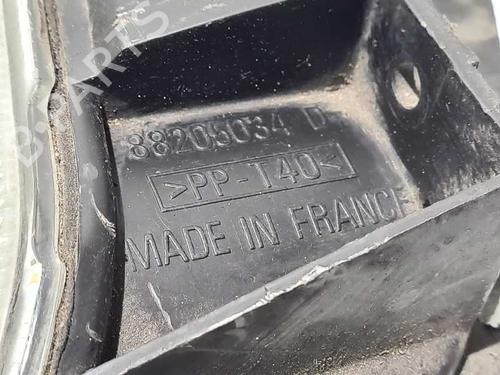 B-PARTS
88205034 D
>PP-T40<
MADE IN FRANCE